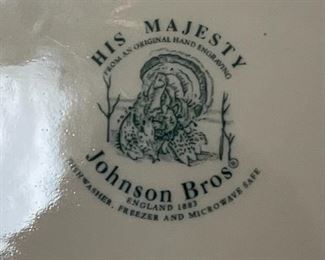 HIS MAJESTY
FROM AN ORIGINAL HAND ENGRAVING
Johnson Bros®
ENGLAND 1883
DISHWASHER, FREEZER AND MICROWAVE SAFE